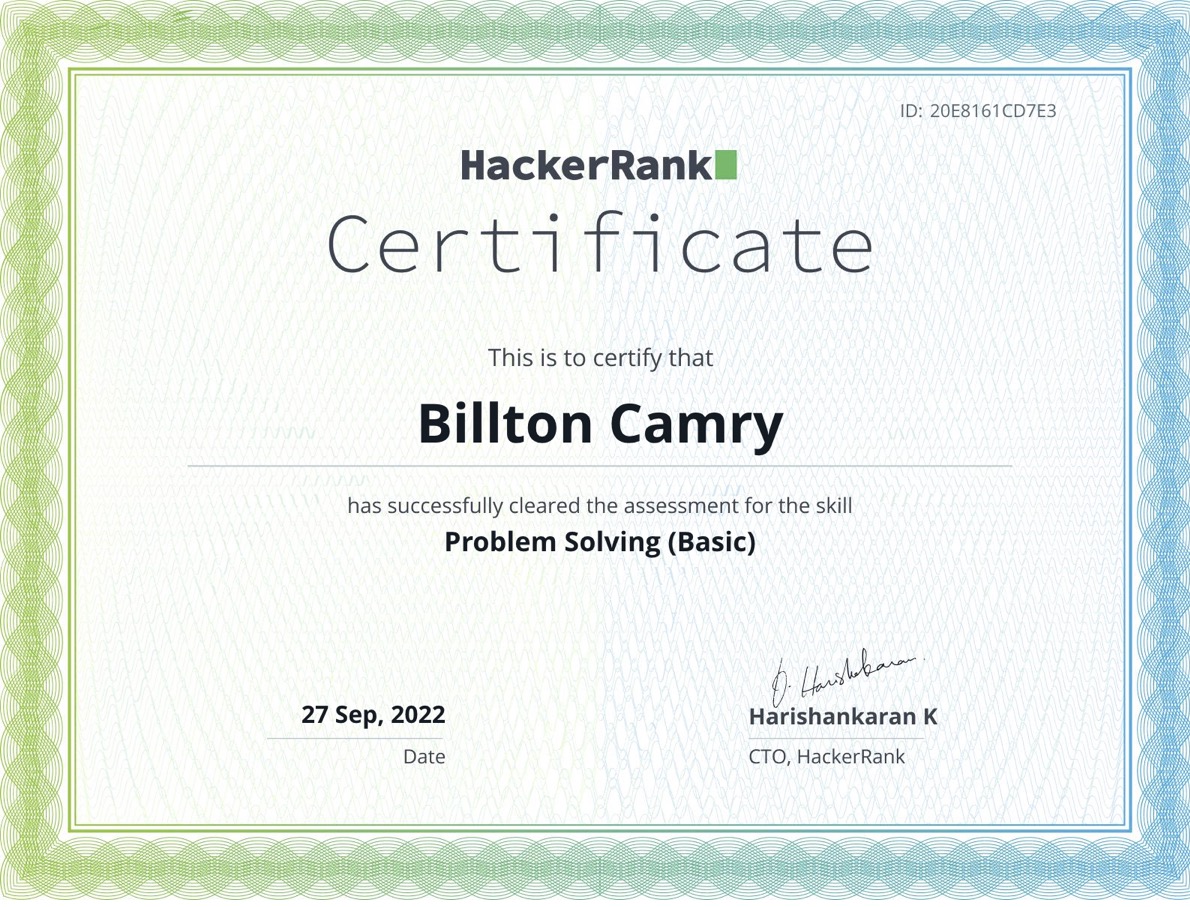 ID: 20E8161CD7E3
HackerRank
Certificate
This is to certify that
Billton Camry
has successfully cleared the assessment for the skill
Problem Solving (Basic)
27 Sep, 2022
Date
Harishankaran K
CTO, HackerRank